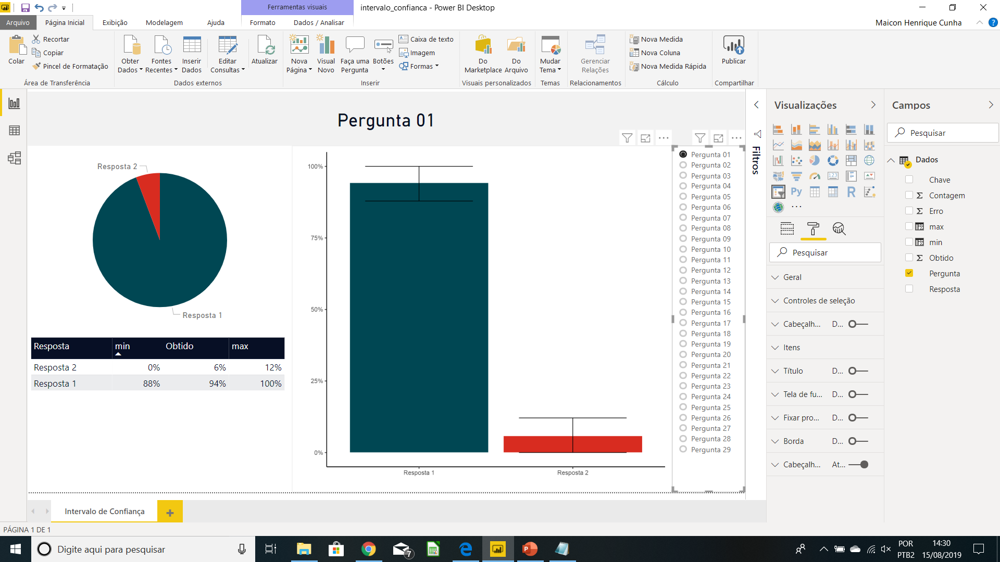 Ferramentas visuais
intervalo_confianca - Power BI Desktop
Arquivo
Página Inicial
Exibição
Modelagem
Ajuda
Formato
Dados / Analisar
Maicon Henrique Cunha
?
Colar
Recortar
Copiar
Pincel de Formatação
Área de Transferência
Obter
Dados
Fontes
Recentes
Inserir
Dados
Editar
Consultas
Atualizar
Dados externos
Nova
Página
Visual
Novo
Faça uma
Pergunta
Botões
Caixa de texto
Imagem
Formas
Inserir
Do
Marketplace
Do
Arquivo
Visuais personalizados
Mudar
Tema
Temas
Gerenciar
Relações
Relacionamentos
Nova Medida
Nova Coluna
Nova Medida Rápida
Cálculo
Publicar
Compartilhar
Pergunta 01
Resposta 2
Resposta 1
Resposta min Obtido max
Resposta 2 0% 6% 12%
Resposta 1 88% 94% 100%
100%
75%
50%
25%
0%
Resposta 1
Resposta 2
Pergunta 01
Pergunta 02
Pergunta 03
Pergunta 04
Pergunta 05
Pergunta 06
Pergunta 07
Pergunta 08
Pergunta 09
Pergunta 10
Pergunta 11
Pergunta 12
Pergunta 13
Pergunta 14
Pergunta 15
Pergunta 16
Pergunta 17
Pergunta 18
Pergunta 19
Pergunta 20
Pergunta 21
Pergunta 22
Pergunta 23
Pergunta 24
Pergunta 25
Pergunta 26
Pergunta 27
Pergunta 28
Pergunta 29
Filtros
Visualizações
123
Py
R
...
Pesquisar
Geral
Controles de seleção
Cabeçalh... D...
Itens
Título D...
Tela de fu... D...
Fixar pro... D...
Borda D...
Cabeçalh... At...
Campos
Pesquisar
Dados
Chave
Contagem
Erro
max
min
Obtido
Pergunta
Resposta
Intervalo de Confiança
PÁGINA 1 DE 1
Digite aqui para pesquisar
7
POR
PTB2
14:30
15/08/2019